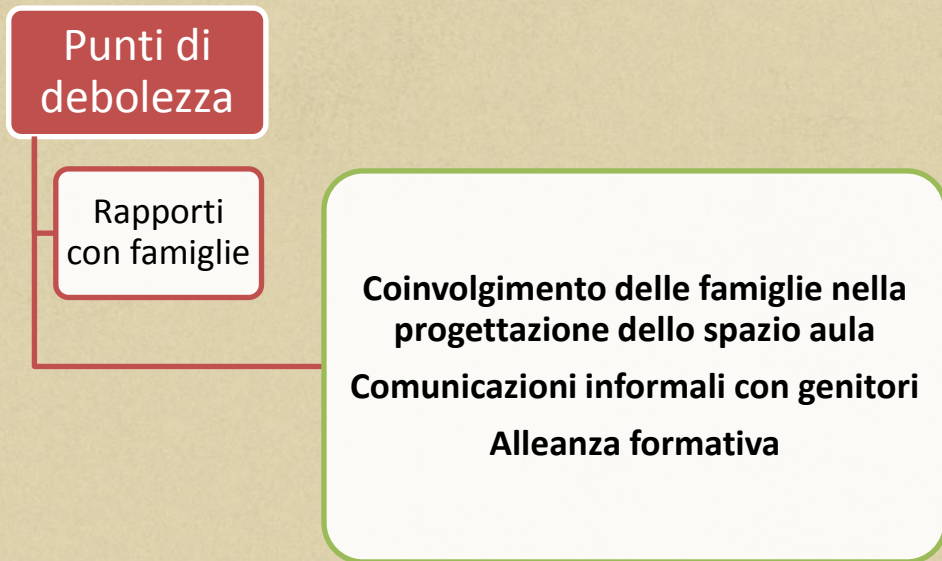 Punti di
debolezza
Rapporti
con famiglie
Coinvolgimento delle famiglie nella
progettazione dello spazio aula
Comunicazioni informali con genitori
Alleanza formativa